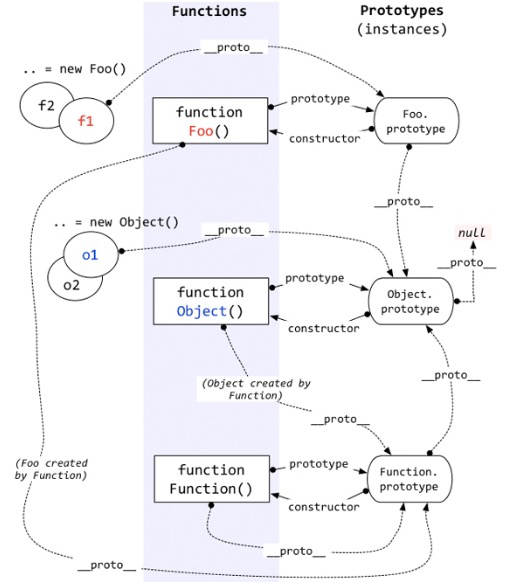 Functions
Prototypes
(instances)
__proto__
.. = new Foo()
f2
f1
function
Foo()
prototype
constructor
Foo.
prototype
__proto__
.. = new Object()
o1
o2
__proto__
null
__proto__
function
Object()
prototype
constructor
Object.
prototype
(Object created by
Function)
__proto__
__proto__
(Foo created
by Function)
function
Function()
prototype
constructor
Function.
prototype
__proto__
__proto__